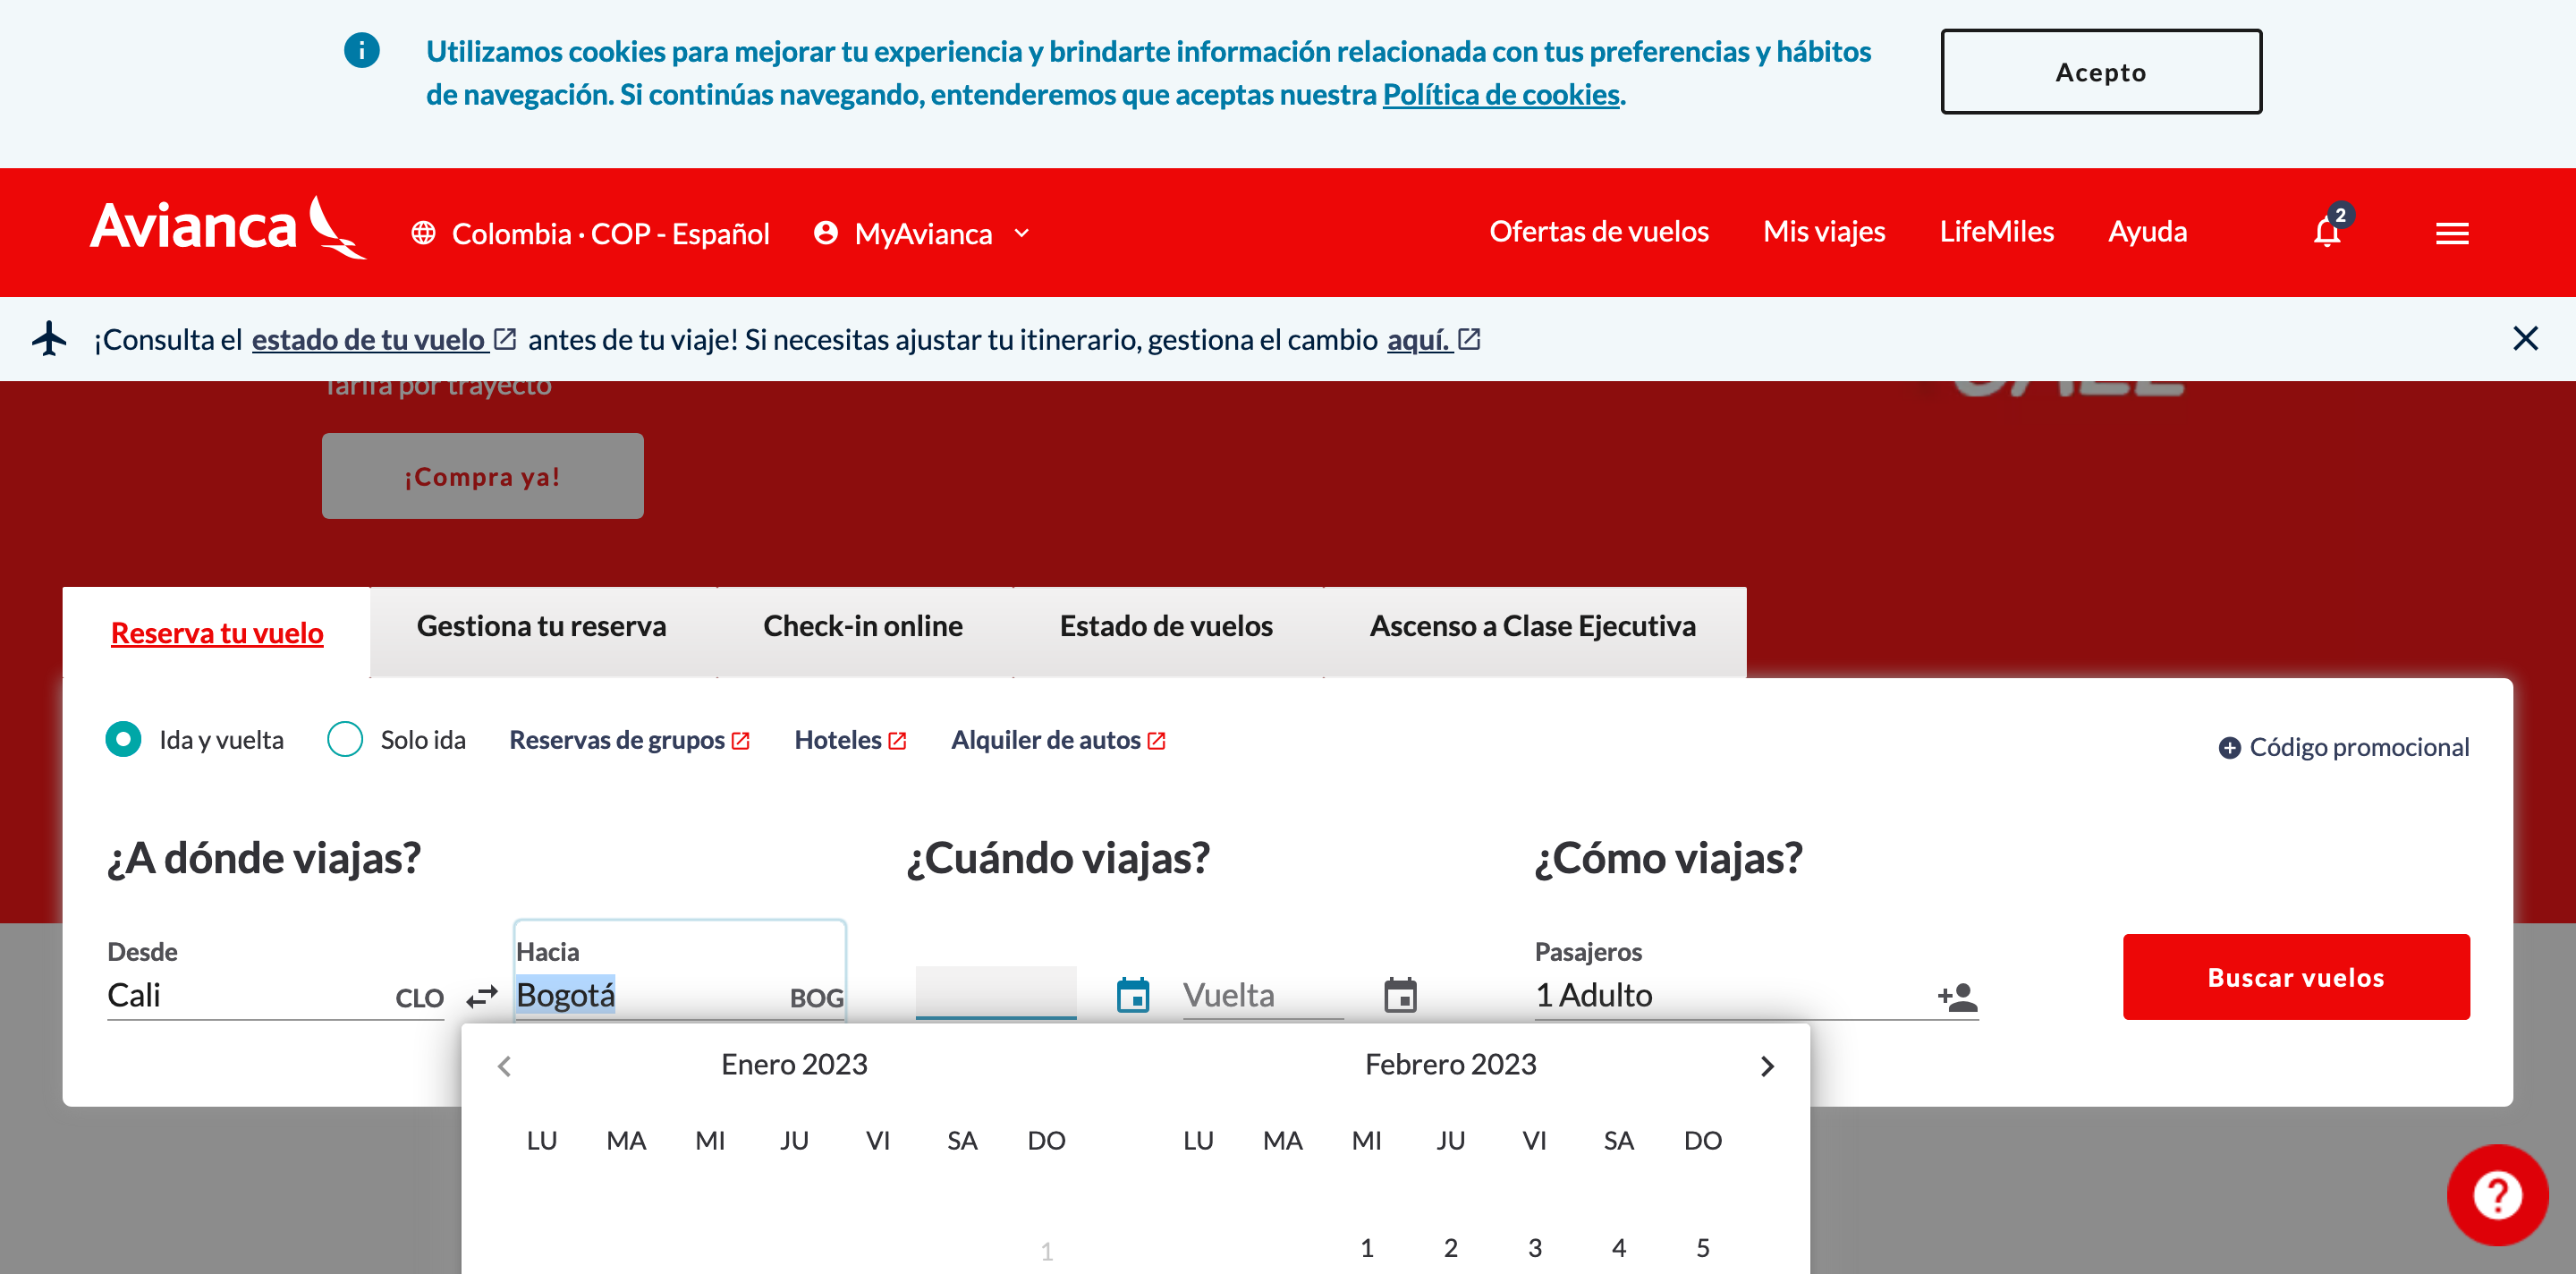 Utilizamos cookies para mejorar tu experiencia y brindarte información relacionada con tus preferencias y hábitos
de navegación. Si continúas navegando, entenderemos que aceptas nuestra Política de cookies.
Acepto
Avianca
Colombia · COP - Español
MyAvianca
Ofertas de vuelos
Mis viajes
LifeMiles
Ayuda
2
¡Consulta el estado de tu vuelo antes de tu viaje! Si necesitas ajustar tu itinerario, gestiona el cambio aquí.
Tarifa por trayecto
¡Compra ya!
Reserva tu vuelo
Gestiona tu reserva
Check-in online
Estado de vuelos
Ascenso a Clase Ejecutiva
Ida y vuelta
Solo ida
Reservas de grupos
Hoteles
Alquiler de autos
Código promocional
¿A dónde viajas?
¿Cuándo viajas?
¿Cómo viajas?
Desde
Cali CLO
Hacia
Bogotá BOG
Vuelta
Pasajeros
1 Adulto
Buscar vuelos
Enero 2023
Febrero 2023
LU MA MI JU VI SA DO
LU MA MI JU VI SA DO
1
1 2 3 4 5